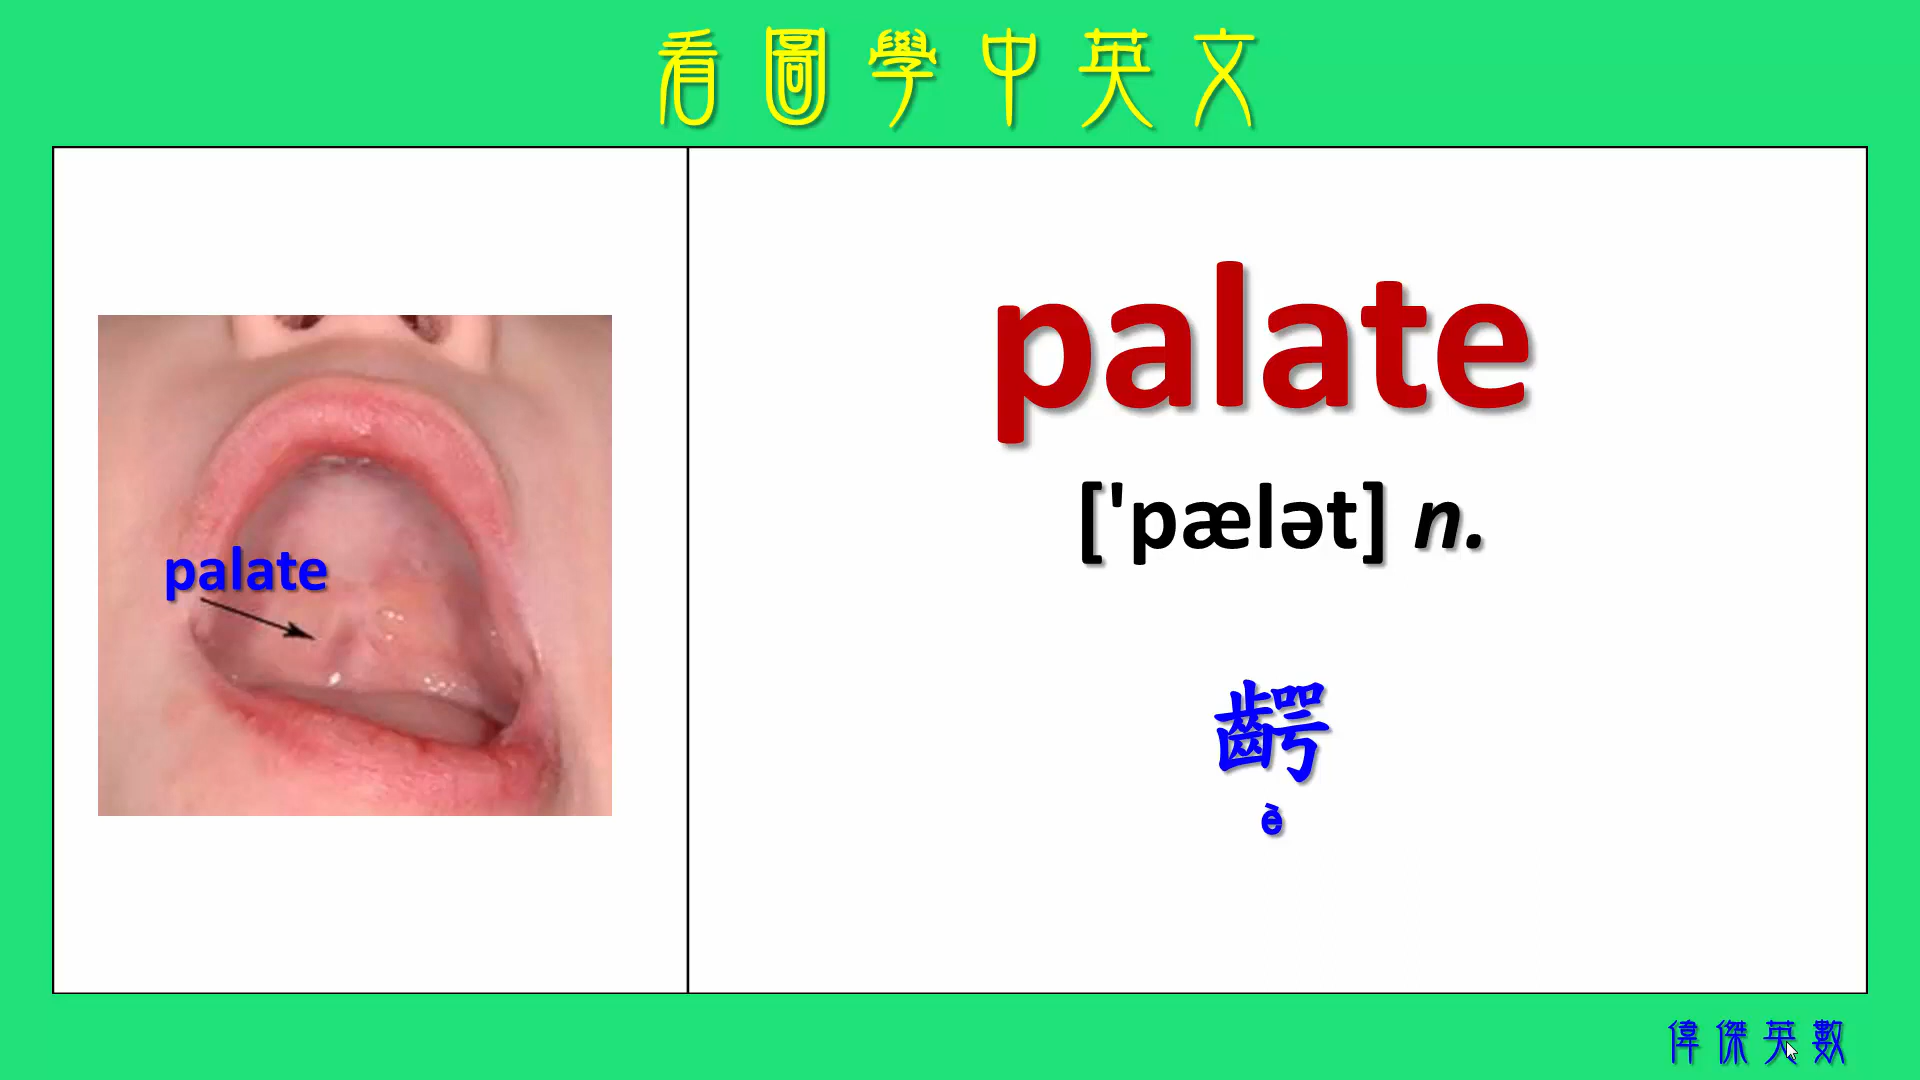 看圖學中英文
palate
palate
['pælət] n.
齶
è
偉傑英數